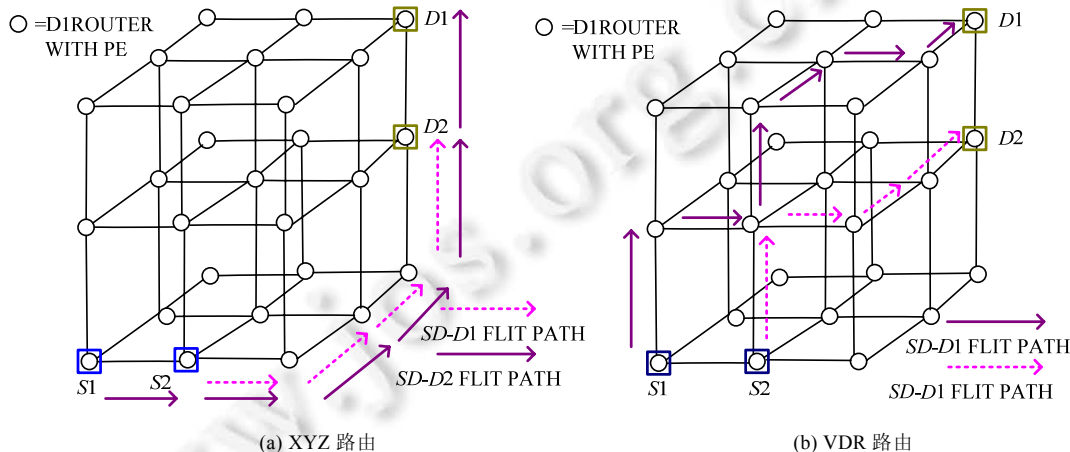 =D1ROUTER
WITH PE
D1
D2
S1
S2
SD-D1 FLIT PATH
SD-D2 FLIT PATH
(a) XYZ 路由
=D1ROUTER
WITH PE
D1
D2
S1
S2
SD-D1 FLIT PATH
SD-D1 FLIT PATH
(b) VDR 路由